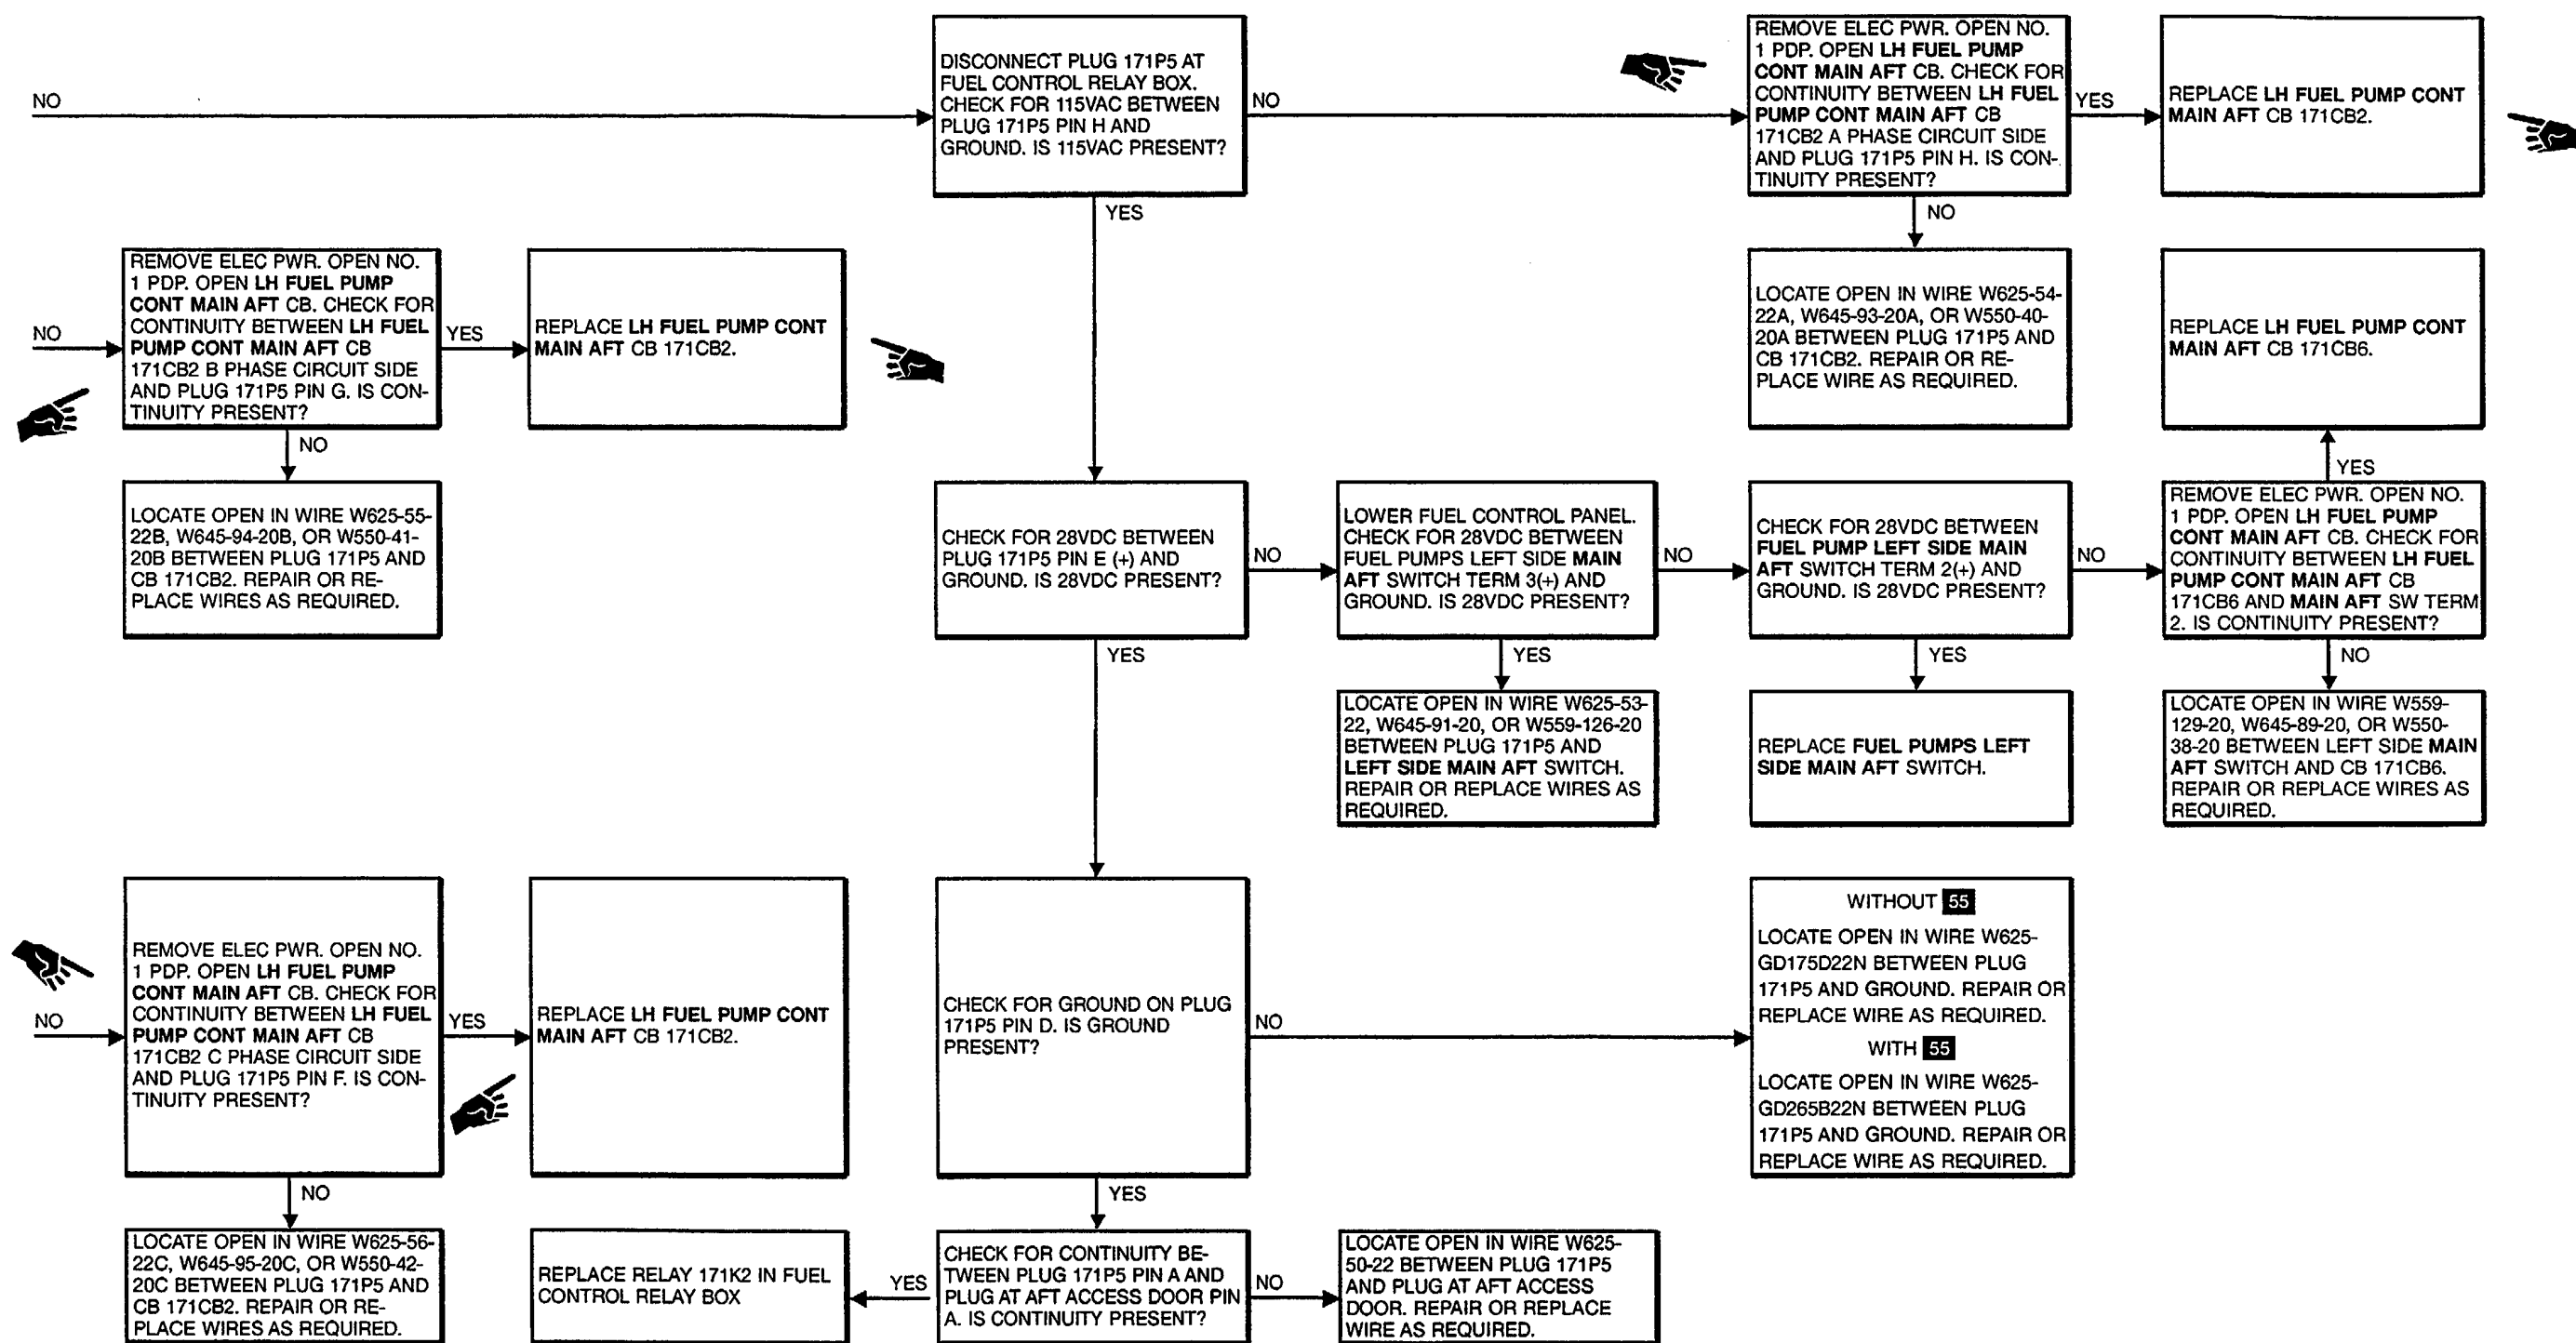 NO
DISCONNECT PLUG 171P5 AT
FUEL CONTROL RELAY BOX.
CHECK FOR 115VAC BETWEEN
PLUG 171P5 PIN H AND
GROUND. IS 115VAC PRESENT?
NO
YES
REMOVE ELEC PWR. OPEN NO.
1 PDP. OPEN LH FUEL PUMP
CONT MAIN AFT CB. CHECK FOR
CONTINUITY BETWEEN LH FUEL
PUMP CONT MAIN AFT CB
171CB2 A PHASE CIRCUIT SIDE
AND PLUG 171P5 PIN H. IS CON-
TINUITY PRESENT?
YES
NO
REPLACE LH FUEL PUMP CONT
MAIN AFT CB 171CB2.
NO
REMOVE ELEC PWR. OPEN NO.
1 PDP. OPEN LH FUEL PUMP
CONT MAIN AFT CB. CHECK FOR
CONTINUITY BETWEEN LH FUEL
PUMP CONT MAIN AFT CB
171CB2 B PHASE CIRCUIT SIDE
AND PLUG 171P5 PIN G. IS CON-
TINUITY PRESENT?
YES
NO
REPLACE LH FUEL PUMP CONT
MAIN AFT CB 171CB2.
LOCATE OPEN IN WIRE W625-54-
22A, W645-93-20A, OR W550-40-
20A BETWEEN PLUG 171P5 AND
CB 171CB2. REPAIR OR RE-
PLACE WIRE AS REQUIRED.
REPLACE LH FUEL PUMP CONT
MAIN AFT CB 171CB6.
YES
LOCATE OPEN IN WIRE W625-55-
22B, W645-94-20B, OR W550-41-
20B BETWEEN PLUG 171P5 AND
CB 171CB2. REPAIR OR RE-
PLACE WIRES AS REQUIRED.
CHECK FOR 28VDC BETWEEN
PLUG 171P5 PIN E (+) AND
GROUND. IS 28VDC PRESENT?
NO
YES
LOWER FUEL CONTROL PANEL.
CHECK FOR 28VDC BETWEEN
FUEL PUMPS LEFT SIDE MAIN
AFT SWITCH TERM 3(+) AND
GROUND. IS 28VDC PRESENT?
NO
YES
CHECK FOR 28VDC BETWEEN
FUEL PUMP LEFT SIDE MAIN
AFT SWITCH TERM 2(+) AND
GROUND. IS 28VDC PRESENT?
NO
YES
REMOVE ELEC PWR. OPEN NO.
1 PDP. OPEN LH FUEL PUMP
CONT MAIN AFT CB. CHECK FOR
CONTINUITY BETWEEN LH FUEL
PUMP CONT MAIN AFT CB
171CB6 AND MAIN AFT SW TERM
2. IS CONTINUITY PRESENT?
NO
LOCATE OPEN IN WIRE W625-53-
22, W645-91-20, OR W559-126-20
BETWEEN PLUG 171P5 AND
LEFT SIDE MAIN AFT SWITCH.
REPAIR OR REPLACE WIRES AS
REQUIRED.
REPLACE FUEL PUMPS LEFT
SIDE MAIN AFT SWITCH.
LOCATE OPEN IN WIRE W559-
129-20, W645-89-20, OR W550-
38-20 BETWEEN LEFT SIDE MAIN
AFT SWITCH AND CB 171CB6.
REPAIR OR REPLACE WIRES AS
REQUIRED.
NO
REMOVE ELEC PWR. OPEN NO.
1 PDP. OPEN LH FUEL PUMP
CONT MAIN AFT CB. CHECK FOR
CONTINUITY BETWEEN LH FUEL
PUMP CONT MAIN AFT CB
171CB2 C PHASE CIRCUIT SIDE
AND PLUG 171P5 PIN F. IS CON-
TINUITY PRESENT?
YES
NO
REPLACE LH FUEL PUMP CONT
MAIN AFT CB 171CB2.
CHECK FOR GROUND ON PLUG
171P5 PIN D. IS GROUND
PRESENT?
NO
YES
WITHOUT 55
LOCATE OPEN IN WIRE W625-
GD175D22N BETWEEN PLUG
171P5 AND GROUND. REPAIR OR
REPLACE WIRE AS REQUIRED.
WITH 55
LOCATE OPEN IN WIRE W625-
GD265B22N BETWEEN PLUG
171P5 AND GROUND. REPAIR OR
REPLACE WIRE AS REQUIRED.
LOCATE OPEN IN WIRE W625-56-
22C, W645-95-20C, OR W550-42-
20C BETWEEN PLUG 171P5 AND
CB 171CB2. REPAIR OR RE-
PLACE WIRES AS REQUIRED.
REPLACE RELAY 171K2 IN FUEL
CONTROL RELAY BOX
YES
CHECK FOR CONTINUITY BE-
TWEEN PLUG 171P5 PIN A AND
PLUG AT AFT ACCESS DOOR PIN
A. IS CONTINUITY PRESENT?
NO
LOCATE OPEN IN WIRE W625-
50-22 BETWEEN PLUG 171P5
AND PLUG AT AFT ACCESS
DOOR. REPAIR OR REPLACE
WIRE AS REQUIRED.